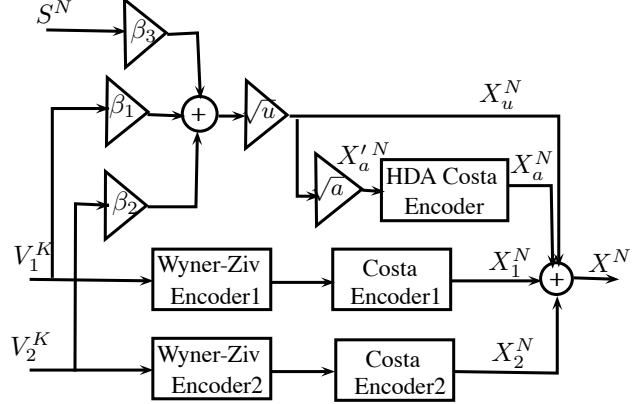 S^N
β_3
β_1
+
√u
X_u^N
X'_a^N
X_a^N
√a
HDA Costa
Encoder
β_2
V_1^K
Wyner-Ziv
Encoder1
Costa
Encoder1
X_1^N
+
X^N
V_2^K
Wyner-Ziv
Encoder2
Costa
Encoder2
X_2^N